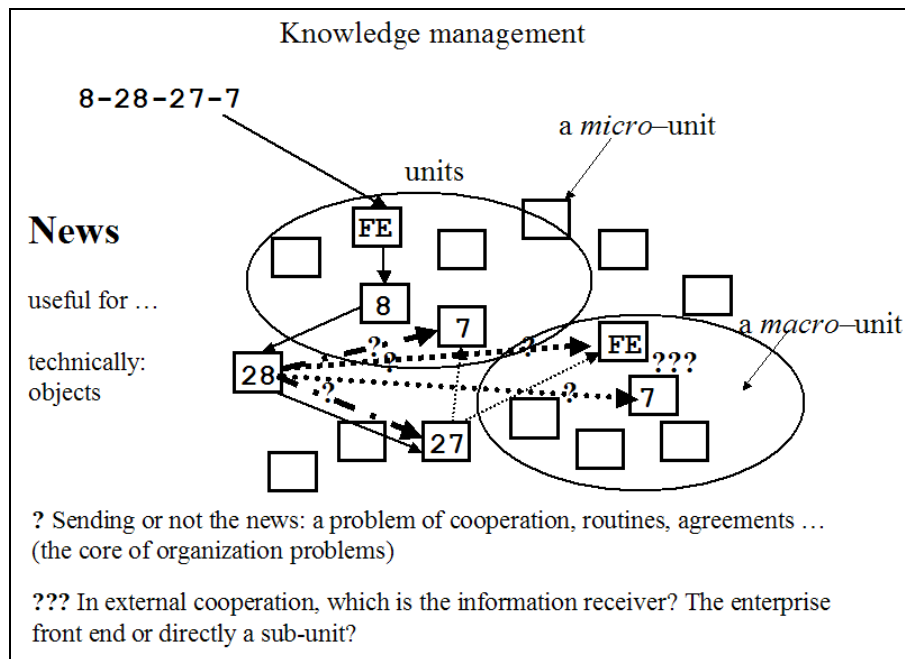 Knowledge management
8-28-27-7
a micro–unit
units
FE
News
8
useful for …
7
a macro–unit
?
?
?
FE
technically:
objects
???
28
?
?
7
27
? Sending or not the news: a problem of cooperation, routines, agreements …
(the core of organization problems)
??? In external cooperation, which is the information receiver? The enterprise
front end or directly a sub-unit?